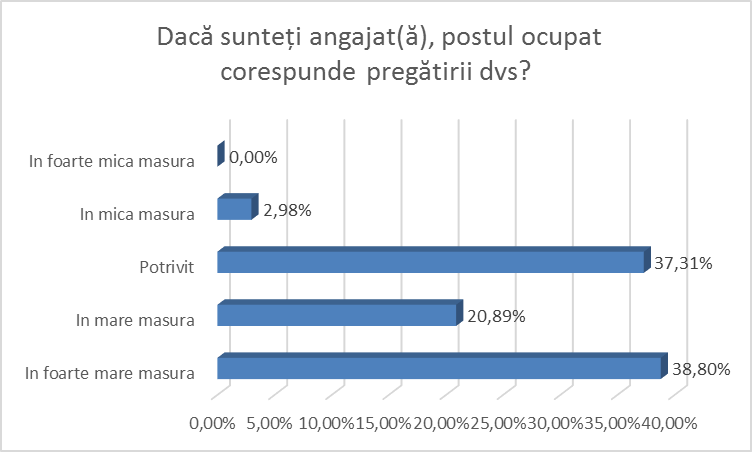 Dacă sunteți angajat(ă), postul ocupat
corespunde pregătirii dvs?
In foarte mica masura 0,00%
In mica masura 2,98%
Potrivit 37,31%
In mare masura 20,89%
In foarte mare masura 38,80%
0,00% 5,00% 10,00% 15,00% 20,00% 25,00% 30,00% 35,00% 40,00%